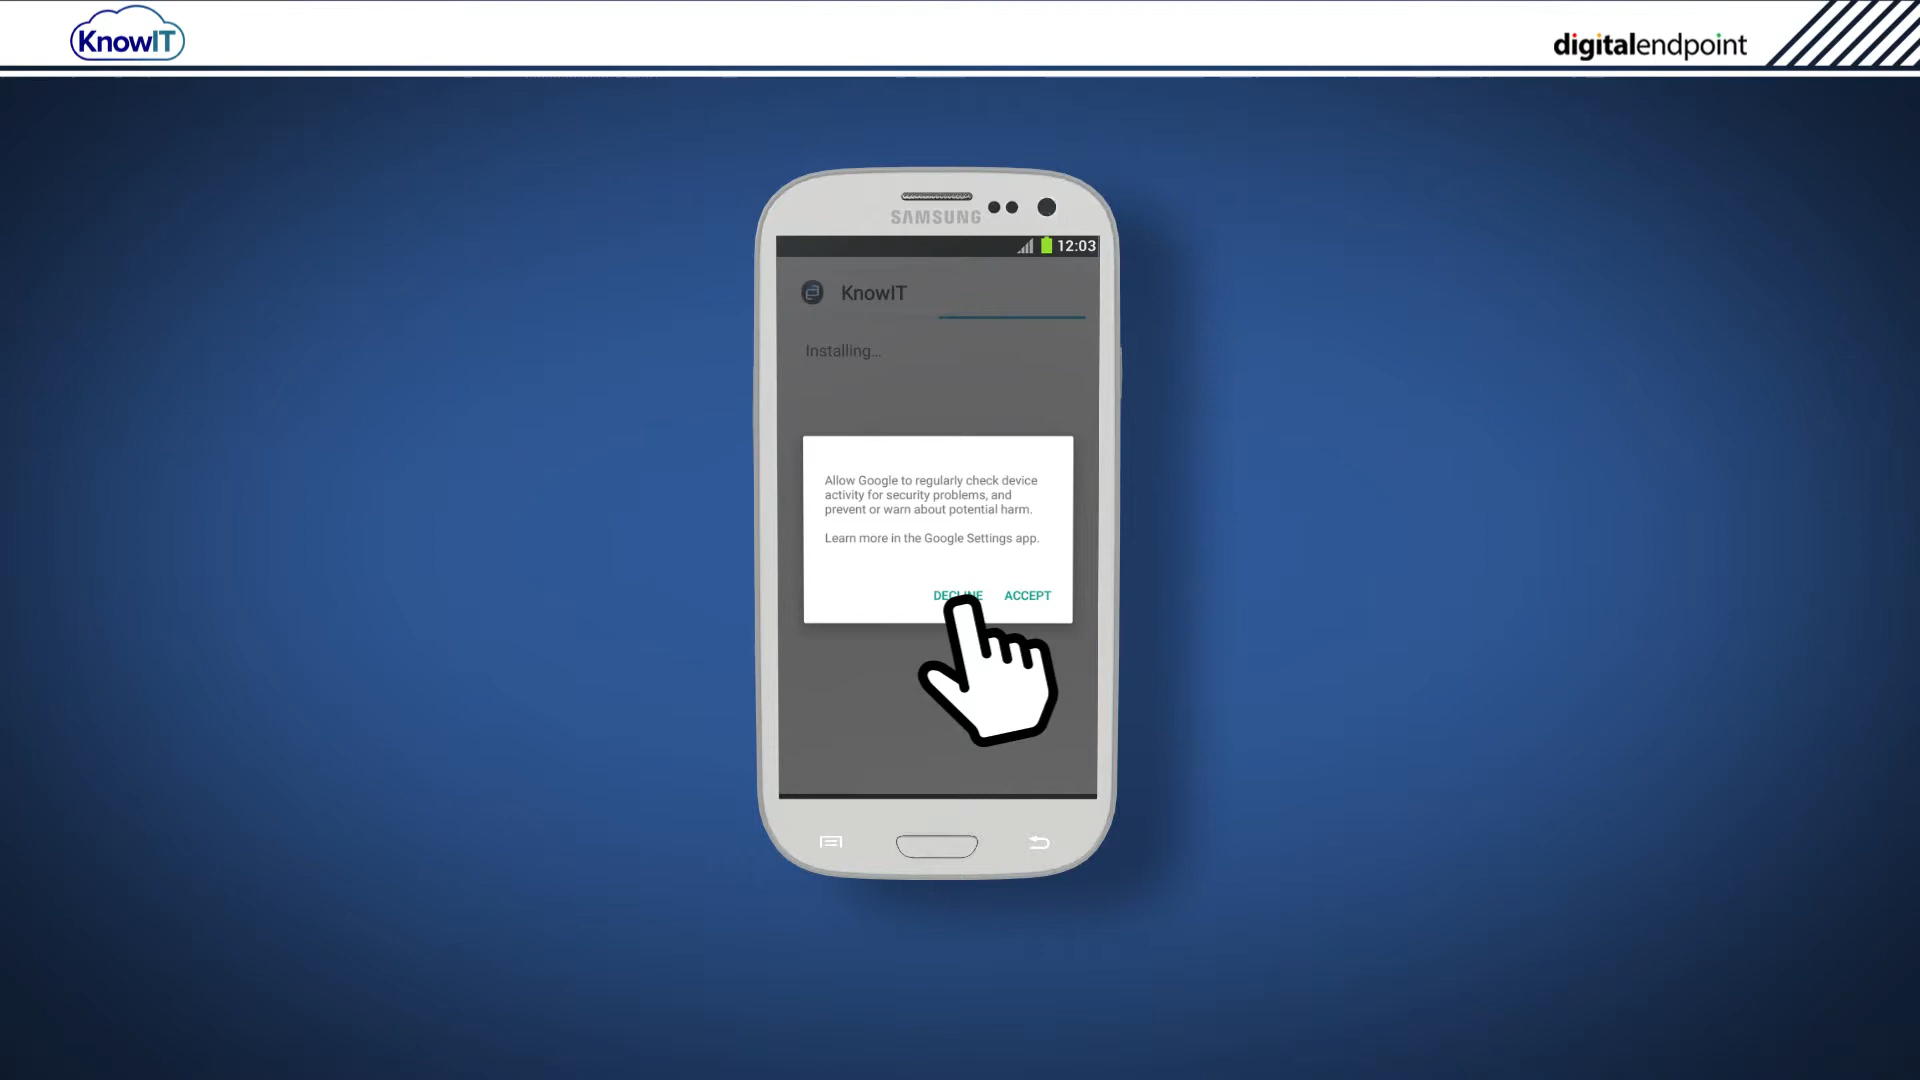 KnowIT
digitalendpoint
SAMSUNG
12:03
KnowIT
Installing...
Allow Google to regularly check device
activity for security problems, and
prevent or warn about potential harm.
Learn more in the Google Settings app.
DECLINE ACCEPT